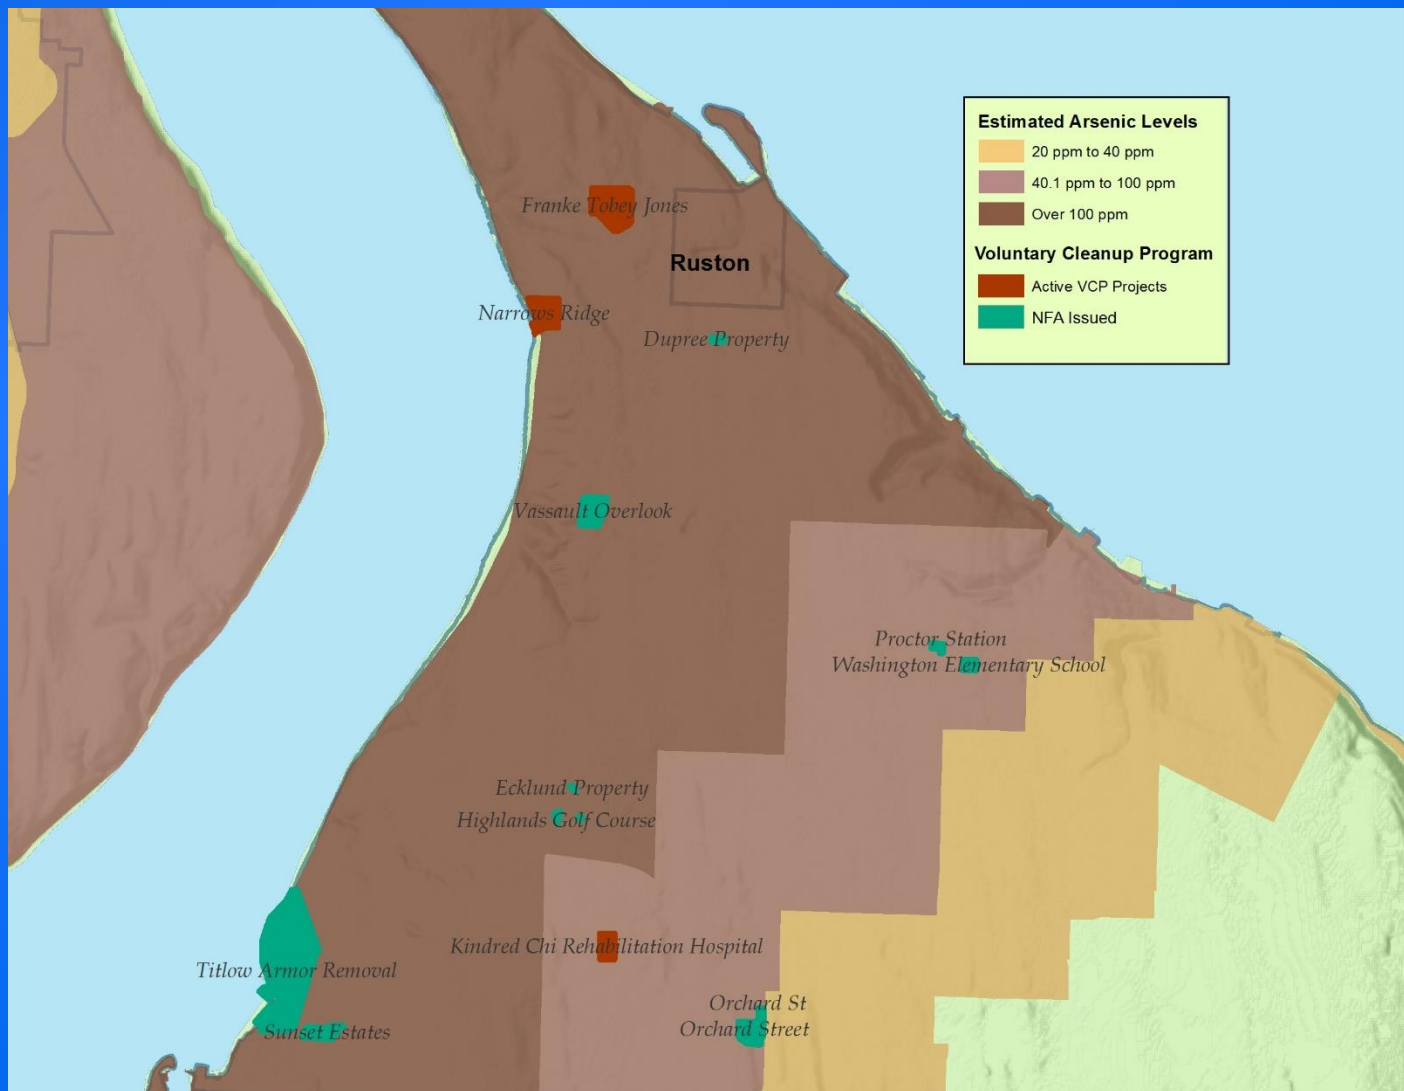 Estimated Arsenic Levels
20 ppm to 40 ppm
40.1 ppm to 100 ppm
Over 100 ppm
Voluntary Cleanup Program
Active VCP Projects
NFA Issued
Franke Tobey Jones
Ruston
Narrows Ridge
Dupree Property
Vassault Overlook
Proctor Station
Washington Elementary School
Ecklund Property
Highlands Golf Course
Kindred Chi Rehabilitation Hospital
Titlow Armor Removal
Orchard St
Orchard Street
Sunset Estates